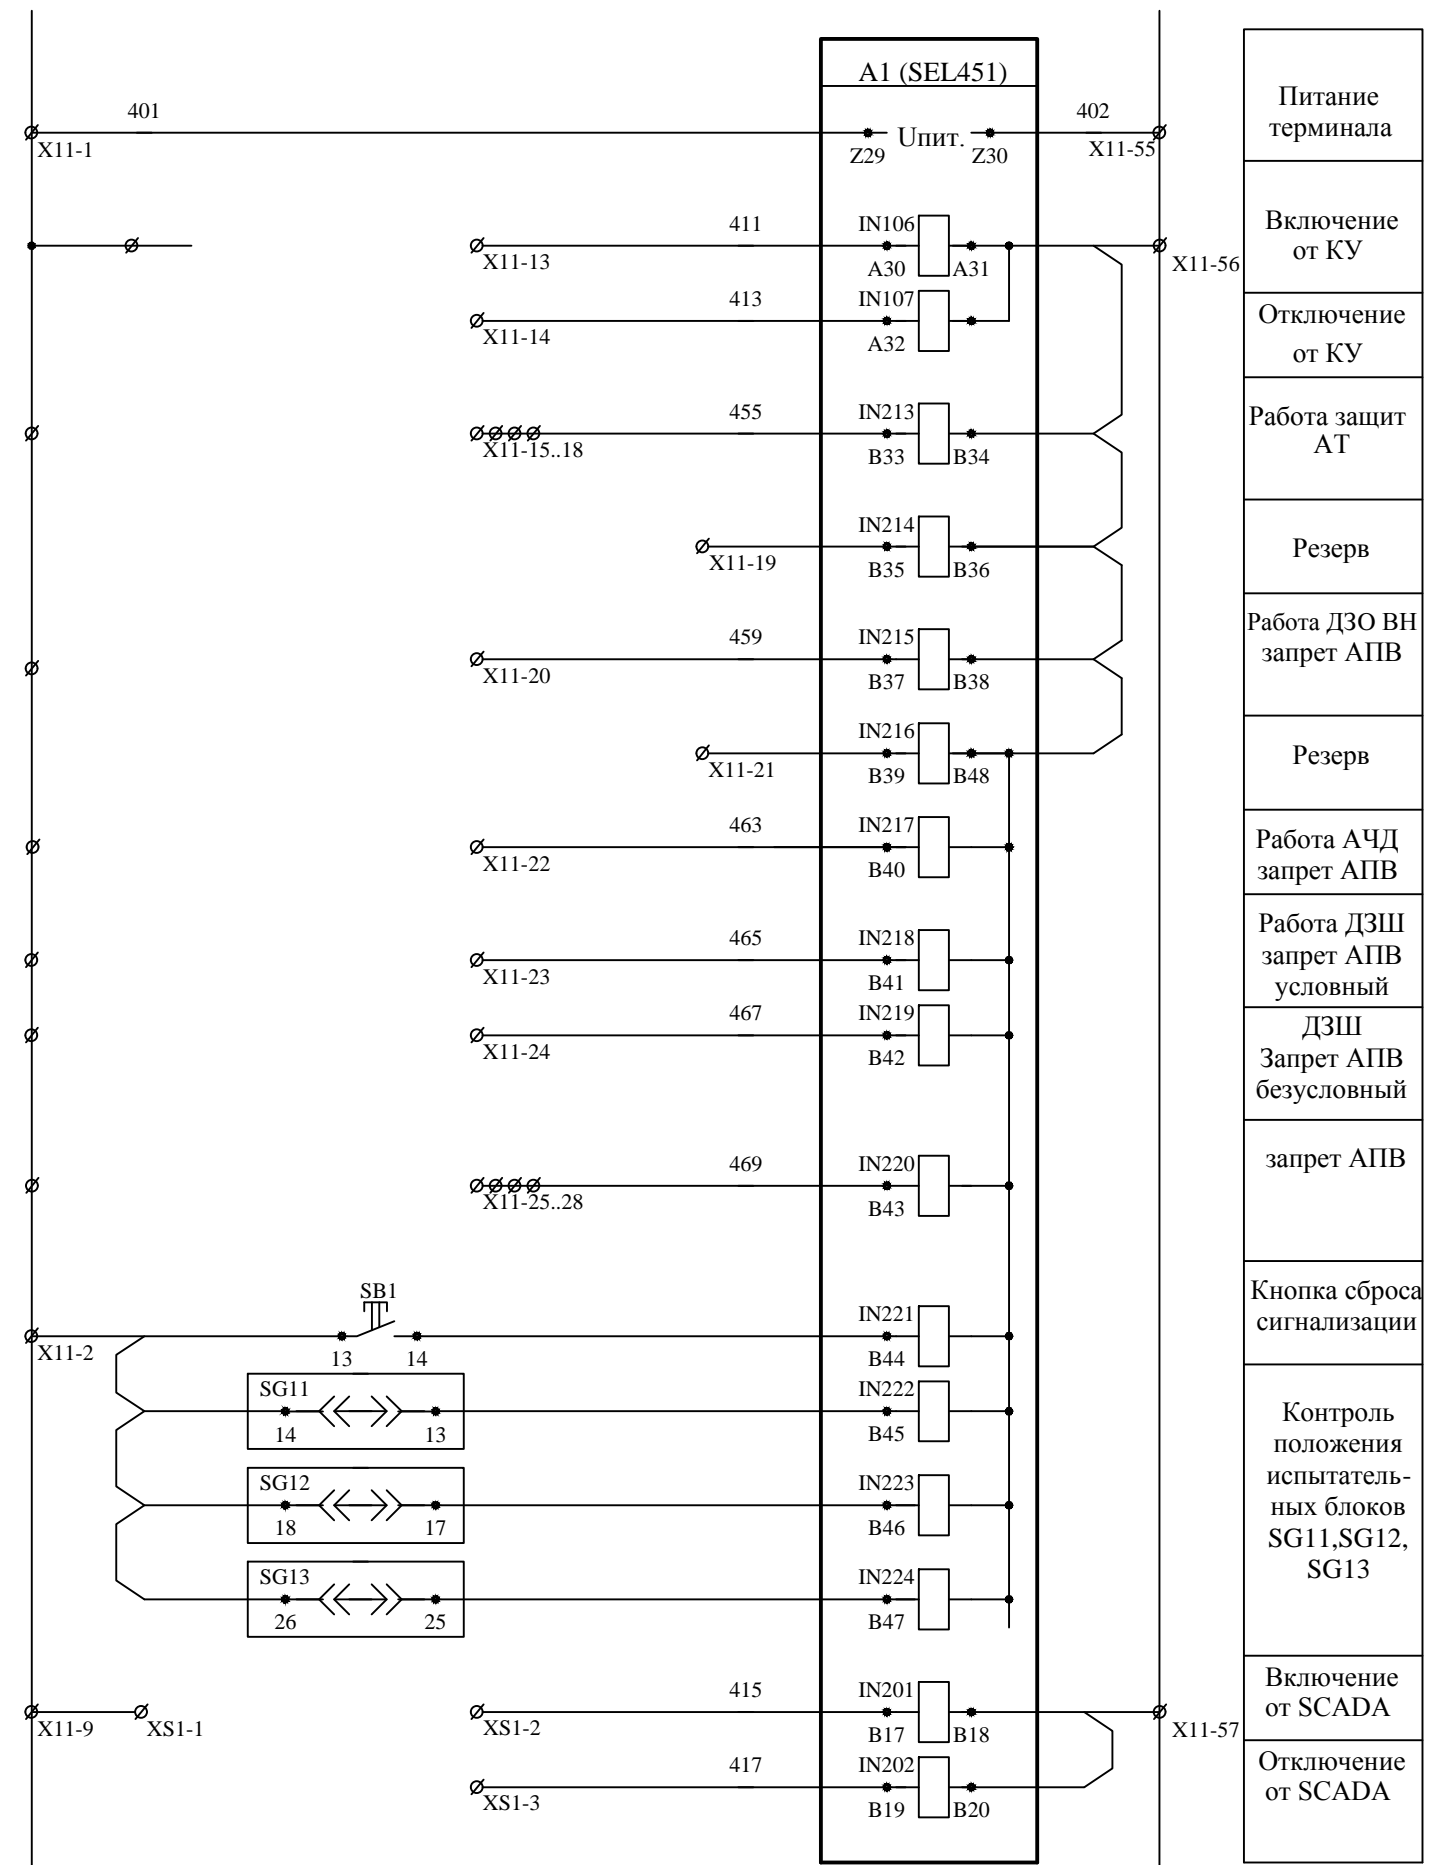 A1 (SEL451)
401
402
X11-1
Uпит.
Z29
Z30
X11-55
Питание
терминала
411
IN106
X11-13
A30
A31
X11-56
Включение
от КУ
413
IN107
X11-14
A32
Отключение
от КУ
455
IN213
X11-15..18
B33
B34
Работа защит
АТ
IN214
X11-19
B35
B36
Резерв
459
IN215
X11-20
B37
B38
Работа ДЗО ВН
запрет АПВ
IN216
X11-21
B39
B48
Резерв
463
IN217
X11-22
B40
Работа АЧД
запрет АПВ
465
IN218
X11-23
B41
Работа ДЗШ
запрет АПВ
условный
467
IN219
X11-24
B42
ДЗШ
Запрет АПВ
безусловный
469
IN220
X11-25..28
B43
запрет АПВ
SB1
IN221
X11-2
13
14
B44
Кнопка сброса
сигнализации
SG11
IN222
14
13
B45
SG12
IN223
18
17
B46
SG13
IN224
26
25
B47
Контроль
положения
испытатель-
ных блоков
SG11,SG12,
SG13
415
IN201
X11-9
XS1-1
XS1-2
B17
B18
X11-57
Включение
от SCADA
417
IN202
XS1-3
B19
B20
Отключение
от SCADA